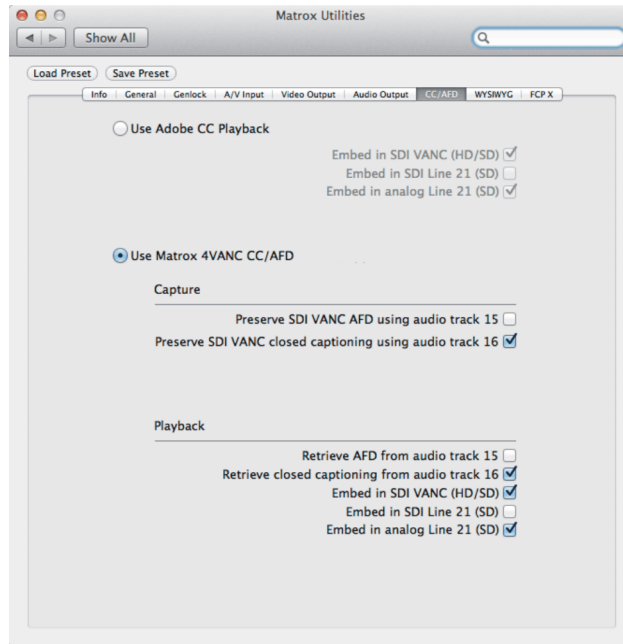 Matrox Utilities
Show All
Load Preset Save Preset
Info General Genlock A/V Input Video Output Audio Output CC/AFD WYSIWYG FCP X
Use Adobe CC Playback
Embed in SDI VANC (HD/SD)
Embed in SDI Line 21 (SD)
Embed in analog Line 21 (SD)
Use Matrox 4VANC CC/AFD
Capture
Preserve SDI VANC AFD using audio track 15
Preserve SDI VANC closed captioning using audio track 16
Playback
Retrieve AFD from audio track 15
Retrieve closed captioning from audio track 16
Embed in SDI VANC (HD/SD)
Embed in SDI Line 21 (SD)
Embed in analog Line 21 (SD)